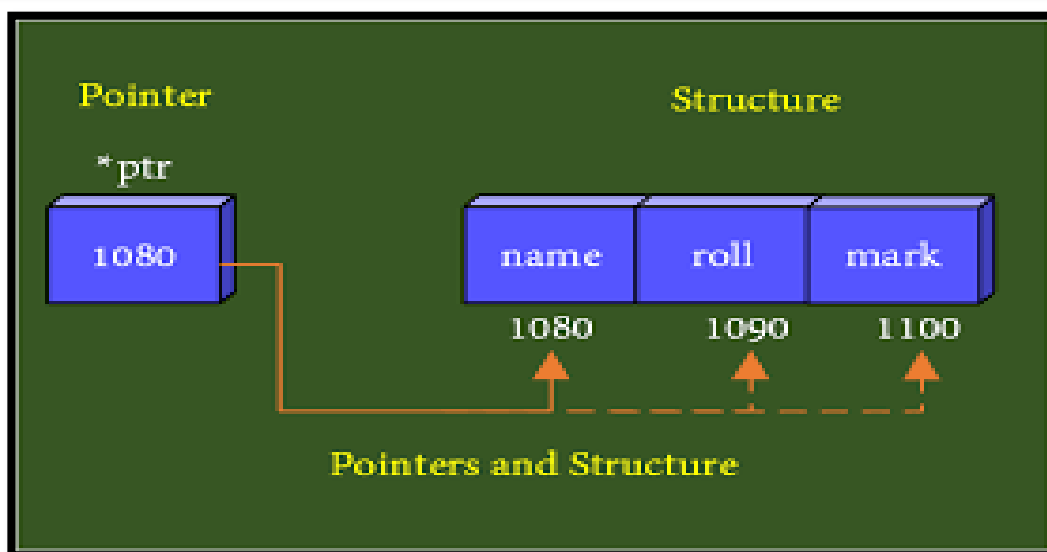 Pointer
Structure
*ptr
1080
name
roll
mark
1080
1090
1100
Pointers and Structure